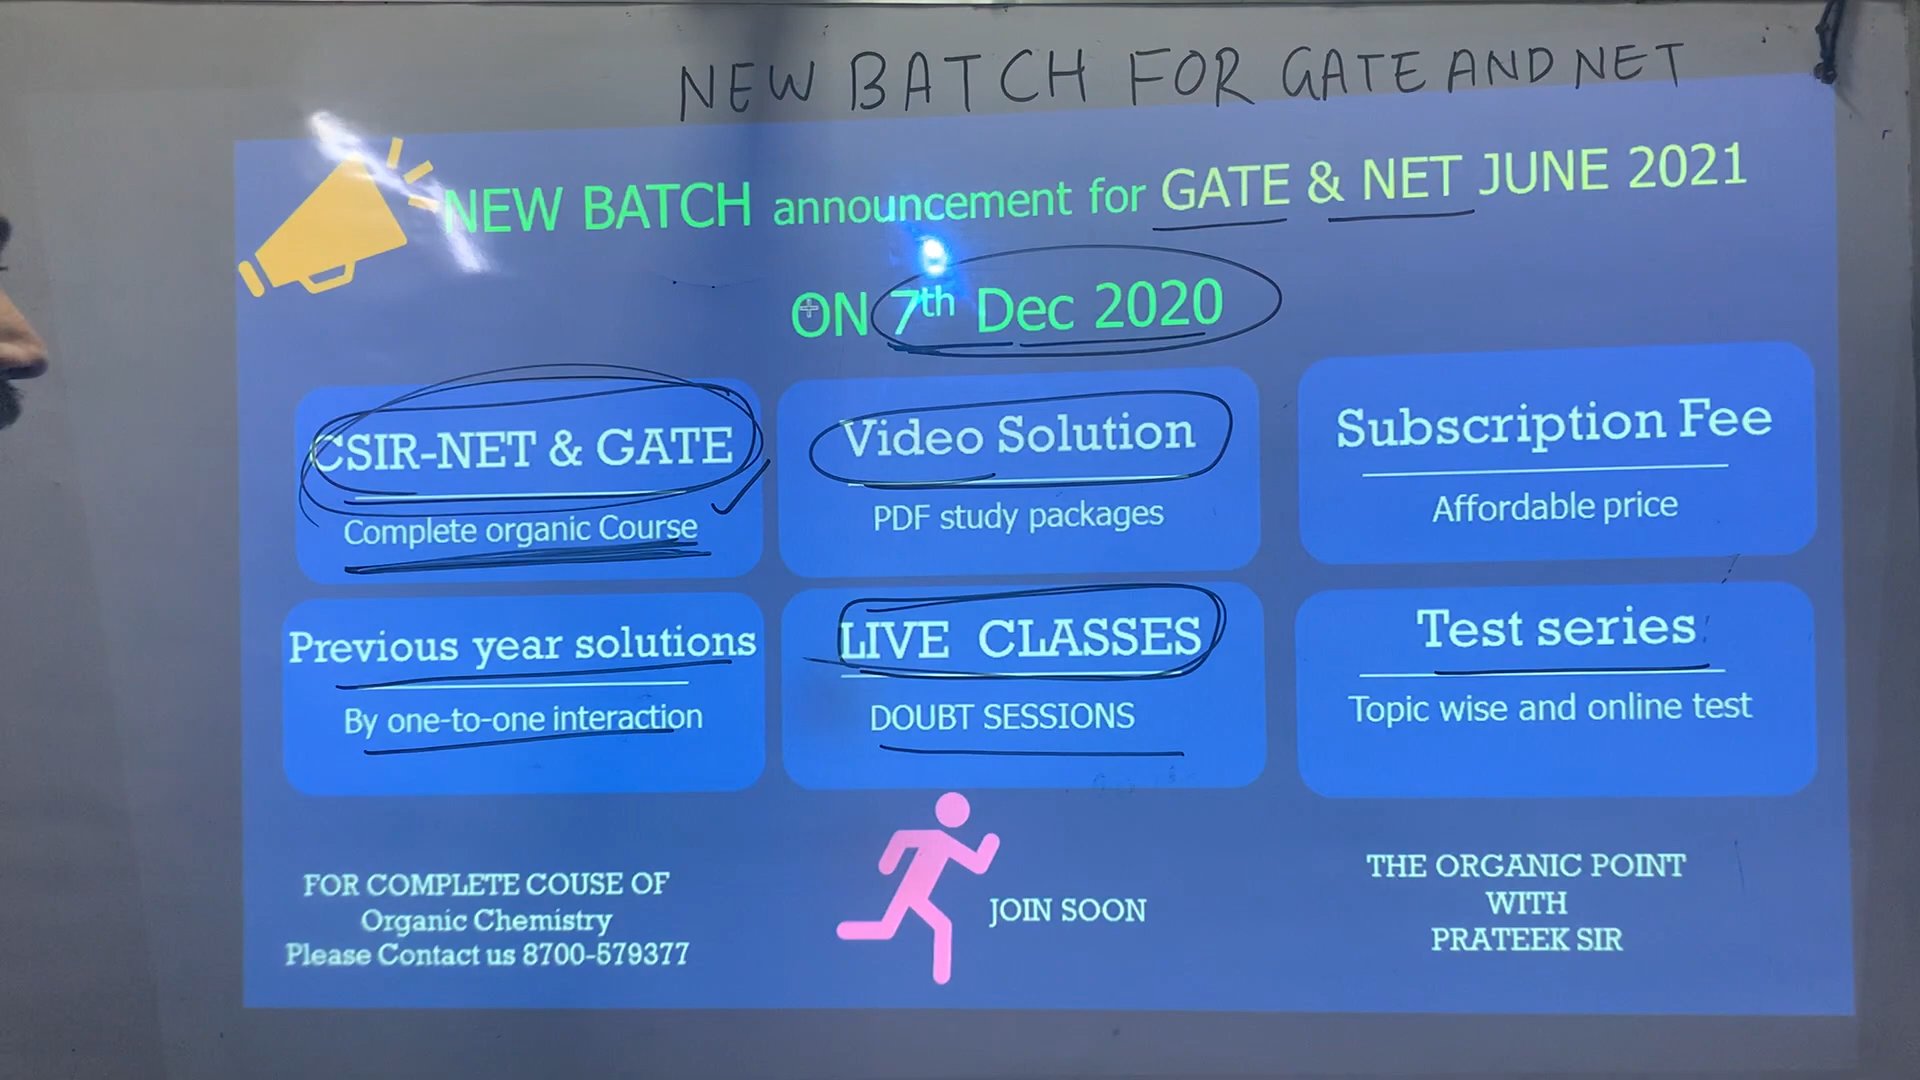 NEW BATCH FOR GATE AND NET
NEW BATCH announcement for GATE & NET JUNE 2021
ON 7th Dec 2020
CSIR-NET & GATE
Complete organic Course
Video Solution
PDF study packages
Subscription Fee
Affordable price
Previous year solutions
By one-to-one interaction
LIVE CLASSES
DOUBT SESSIONS
Test series
Topic wise and online test
FOR COMPLETE COUSE OF
Organic Chemistry
Please Contact us 8700-579377
JOIN SOON
THE ORGANIC POINT
WITH
PRATEEK SIR